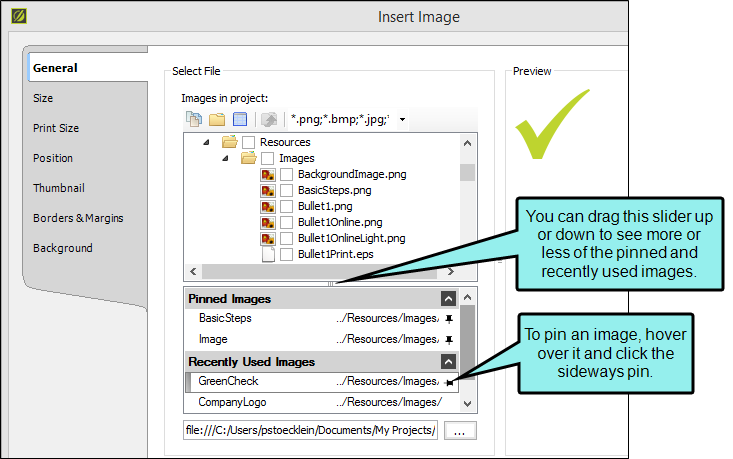 Insert Image
General
Size
Print Size
Position
Thumbnail
Borders & Margins
Background
Select File
Images in project:
*.png;*.bmp;*.jpg;*
Resources
Images
BackgroundImage.png
BasicSteps.png
Bullet1.png
Bullet1Online.png
Bullet1OnlineLight.png
Bullet1Print.eps
Pinned Images
BasicSteps ../Resources/Images/
Image ../Resources/Images/
Recently Used Images
GreenCheck ../Resources/Images/
CompanyLogo ../Resources/Images/
file:///C:/Users/pstoecklein/Documents/My Projects/ ...
Preview
You can drag this slider up
or down to see more or
less of the pinned and
recently used images.
To pin an image, hover
over it and click the
sideways pin.